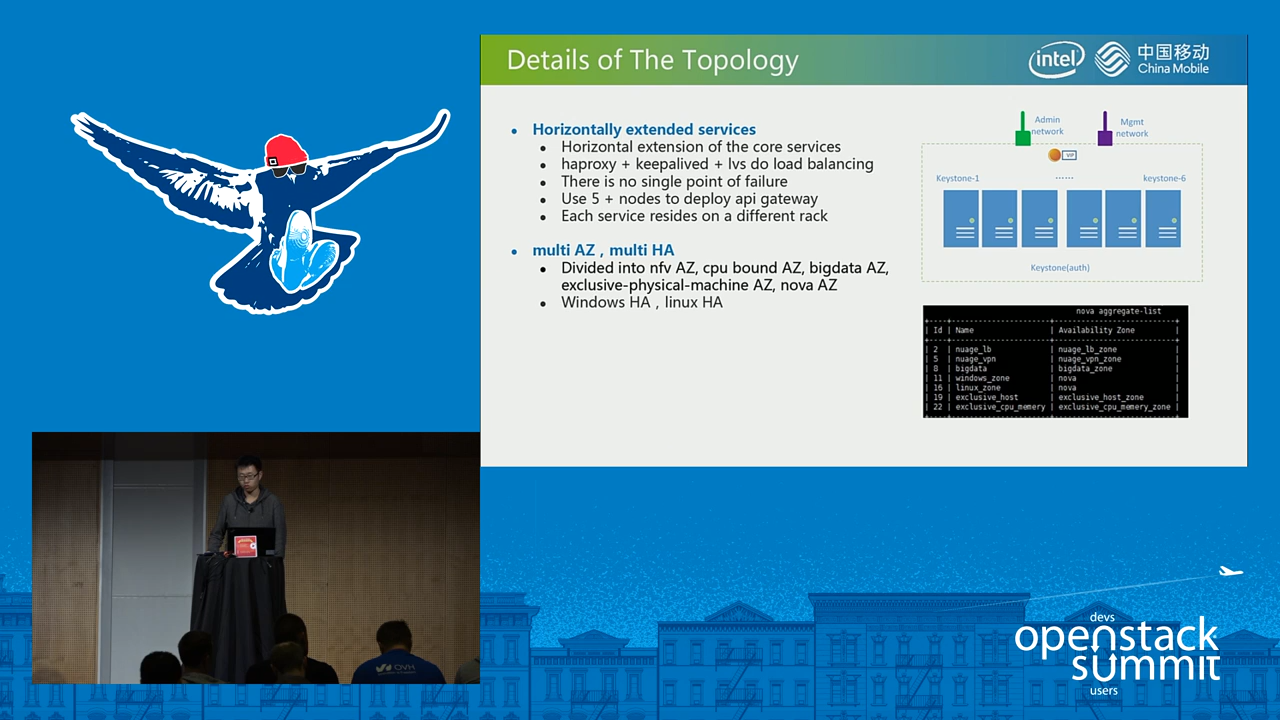 Details of The Topology
intel
中国移动
China Mobile
• Horizontally extended services
• Horizontal extension of the core services
• haproxy + keepalived + lvs do load balancing
• There is no single point of failure
• Use 5 + nodes to deploy api gateway
• Each service resides on a different rack
• multi AZ , multi HA
• Divided into nfv AZ, cpu bound AZ, bigdata AZ,
exclusive-physical-machine AZ, nova AZ
• Windows HA , linux HA
Admin
network
Mgmt
network
VIP
Keystone-1
......
keystone-6
Keystone(auth)
nova aggregate-list
| Id | Name | Availability Zone |
| 2 | nuage_lb | nuage_lb_zone |
| 5 | nuage_vpn | nuage_vpn_zone |
| 8 | bigdata | bigdata_zone |
| 11 | windows_zone | nova |
| 16 | linux_zone | nova |
| 19 | exclusive_host | exclusive_host_zone |
| 22 | exclusive_cpu_memery | exclusive_cpu_memery_zone |
OVH
devs
openstack
summit
users